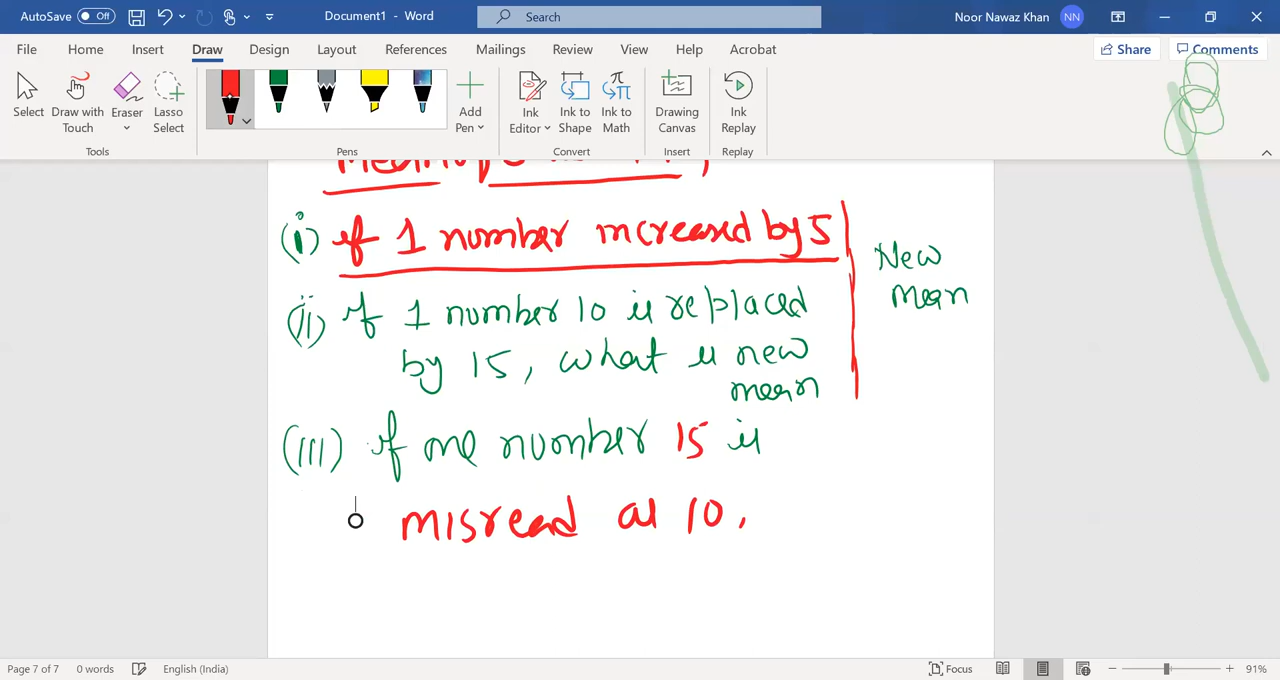 AutoSave Off Document1 - Word Search Noor Nawaz Khan NN
File Home Insert Draw Design Layout References Mailings Review View Help Acrobat Share Comments
Select Draw with Touch Eraser Lasso Select Add Pen Ink Editor Ink to Shape Ink to Math Drawing Canvas Ink Replay
Tools Pens Convert Insert Replay
(i) if 1 number increased by 5
New
mean
(ii) if 1 number 10 is replaced
by 15, what is new
mean
(III) if one number 15 is
misread as 10,
Page 7 of 7 0 words English (India) Focus 91%